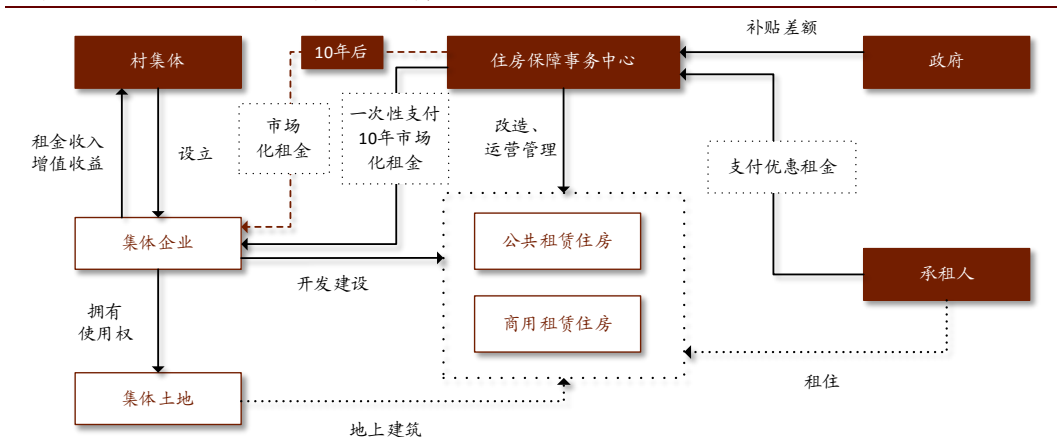 补贴差额
10年后
村集体
住房保障事务中心
政府
市场
化租金
一次性支付
10年市场
化租金
租金收入
增值收益
设立
改造、
运营管理
支付优惠租金
集体企业
公共租赁住房
开发建设
承租人
拥有
使用权
商用租赁住房
租住
集体土地
地上建筑